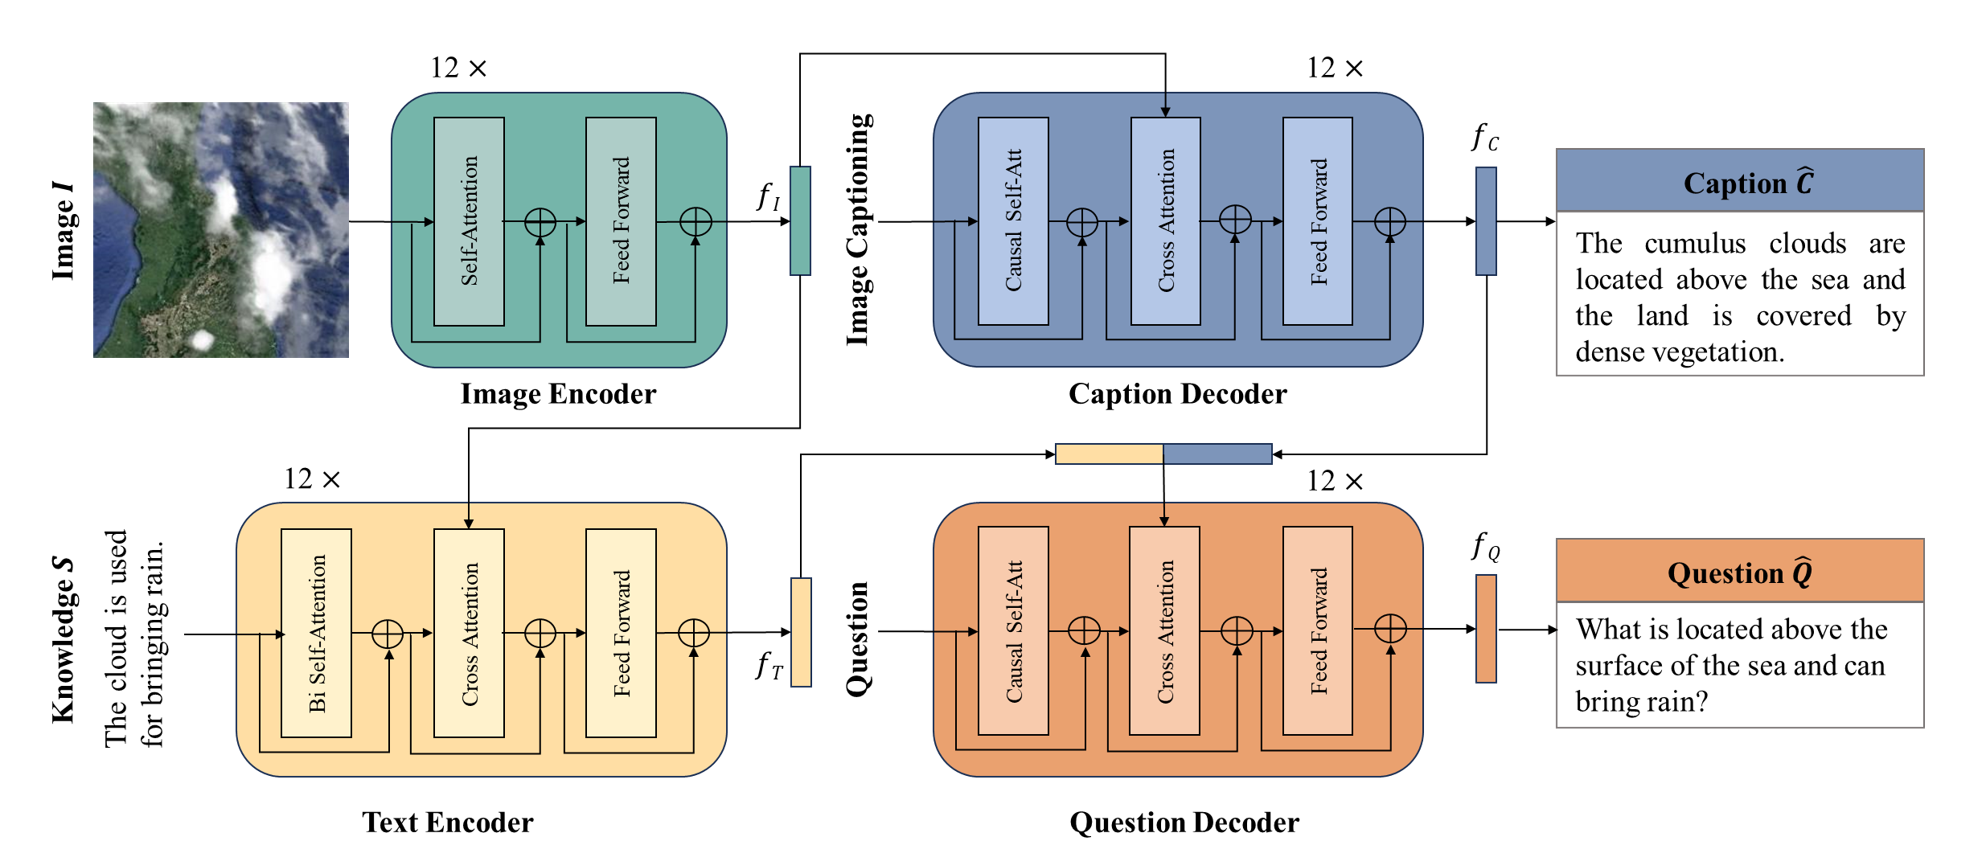 12 ×
12 ×
Image I
Self-Attention
Feed Forward
f_I
Image Captioning
Causal Self-Att
Cross Attention
Feed Forward
f_C
Caption Ĉ
The cumulus clouds are
located above the sea and
the land is covered by
dense vegetation.
Image Encoder
Caption Decoder
12 ×
12 ×
Knowledge S
The cloud is used
for bringing rain.
Bi Self-Attention
Cross Attention
Feed Forward
f_T
Question
Causal Self-Att
Cross Attention
Feed Forward
f_Q
Question Q̂
What is located above the
surface of the sea and can
bring rain?
Text Encoder
Question Decoder